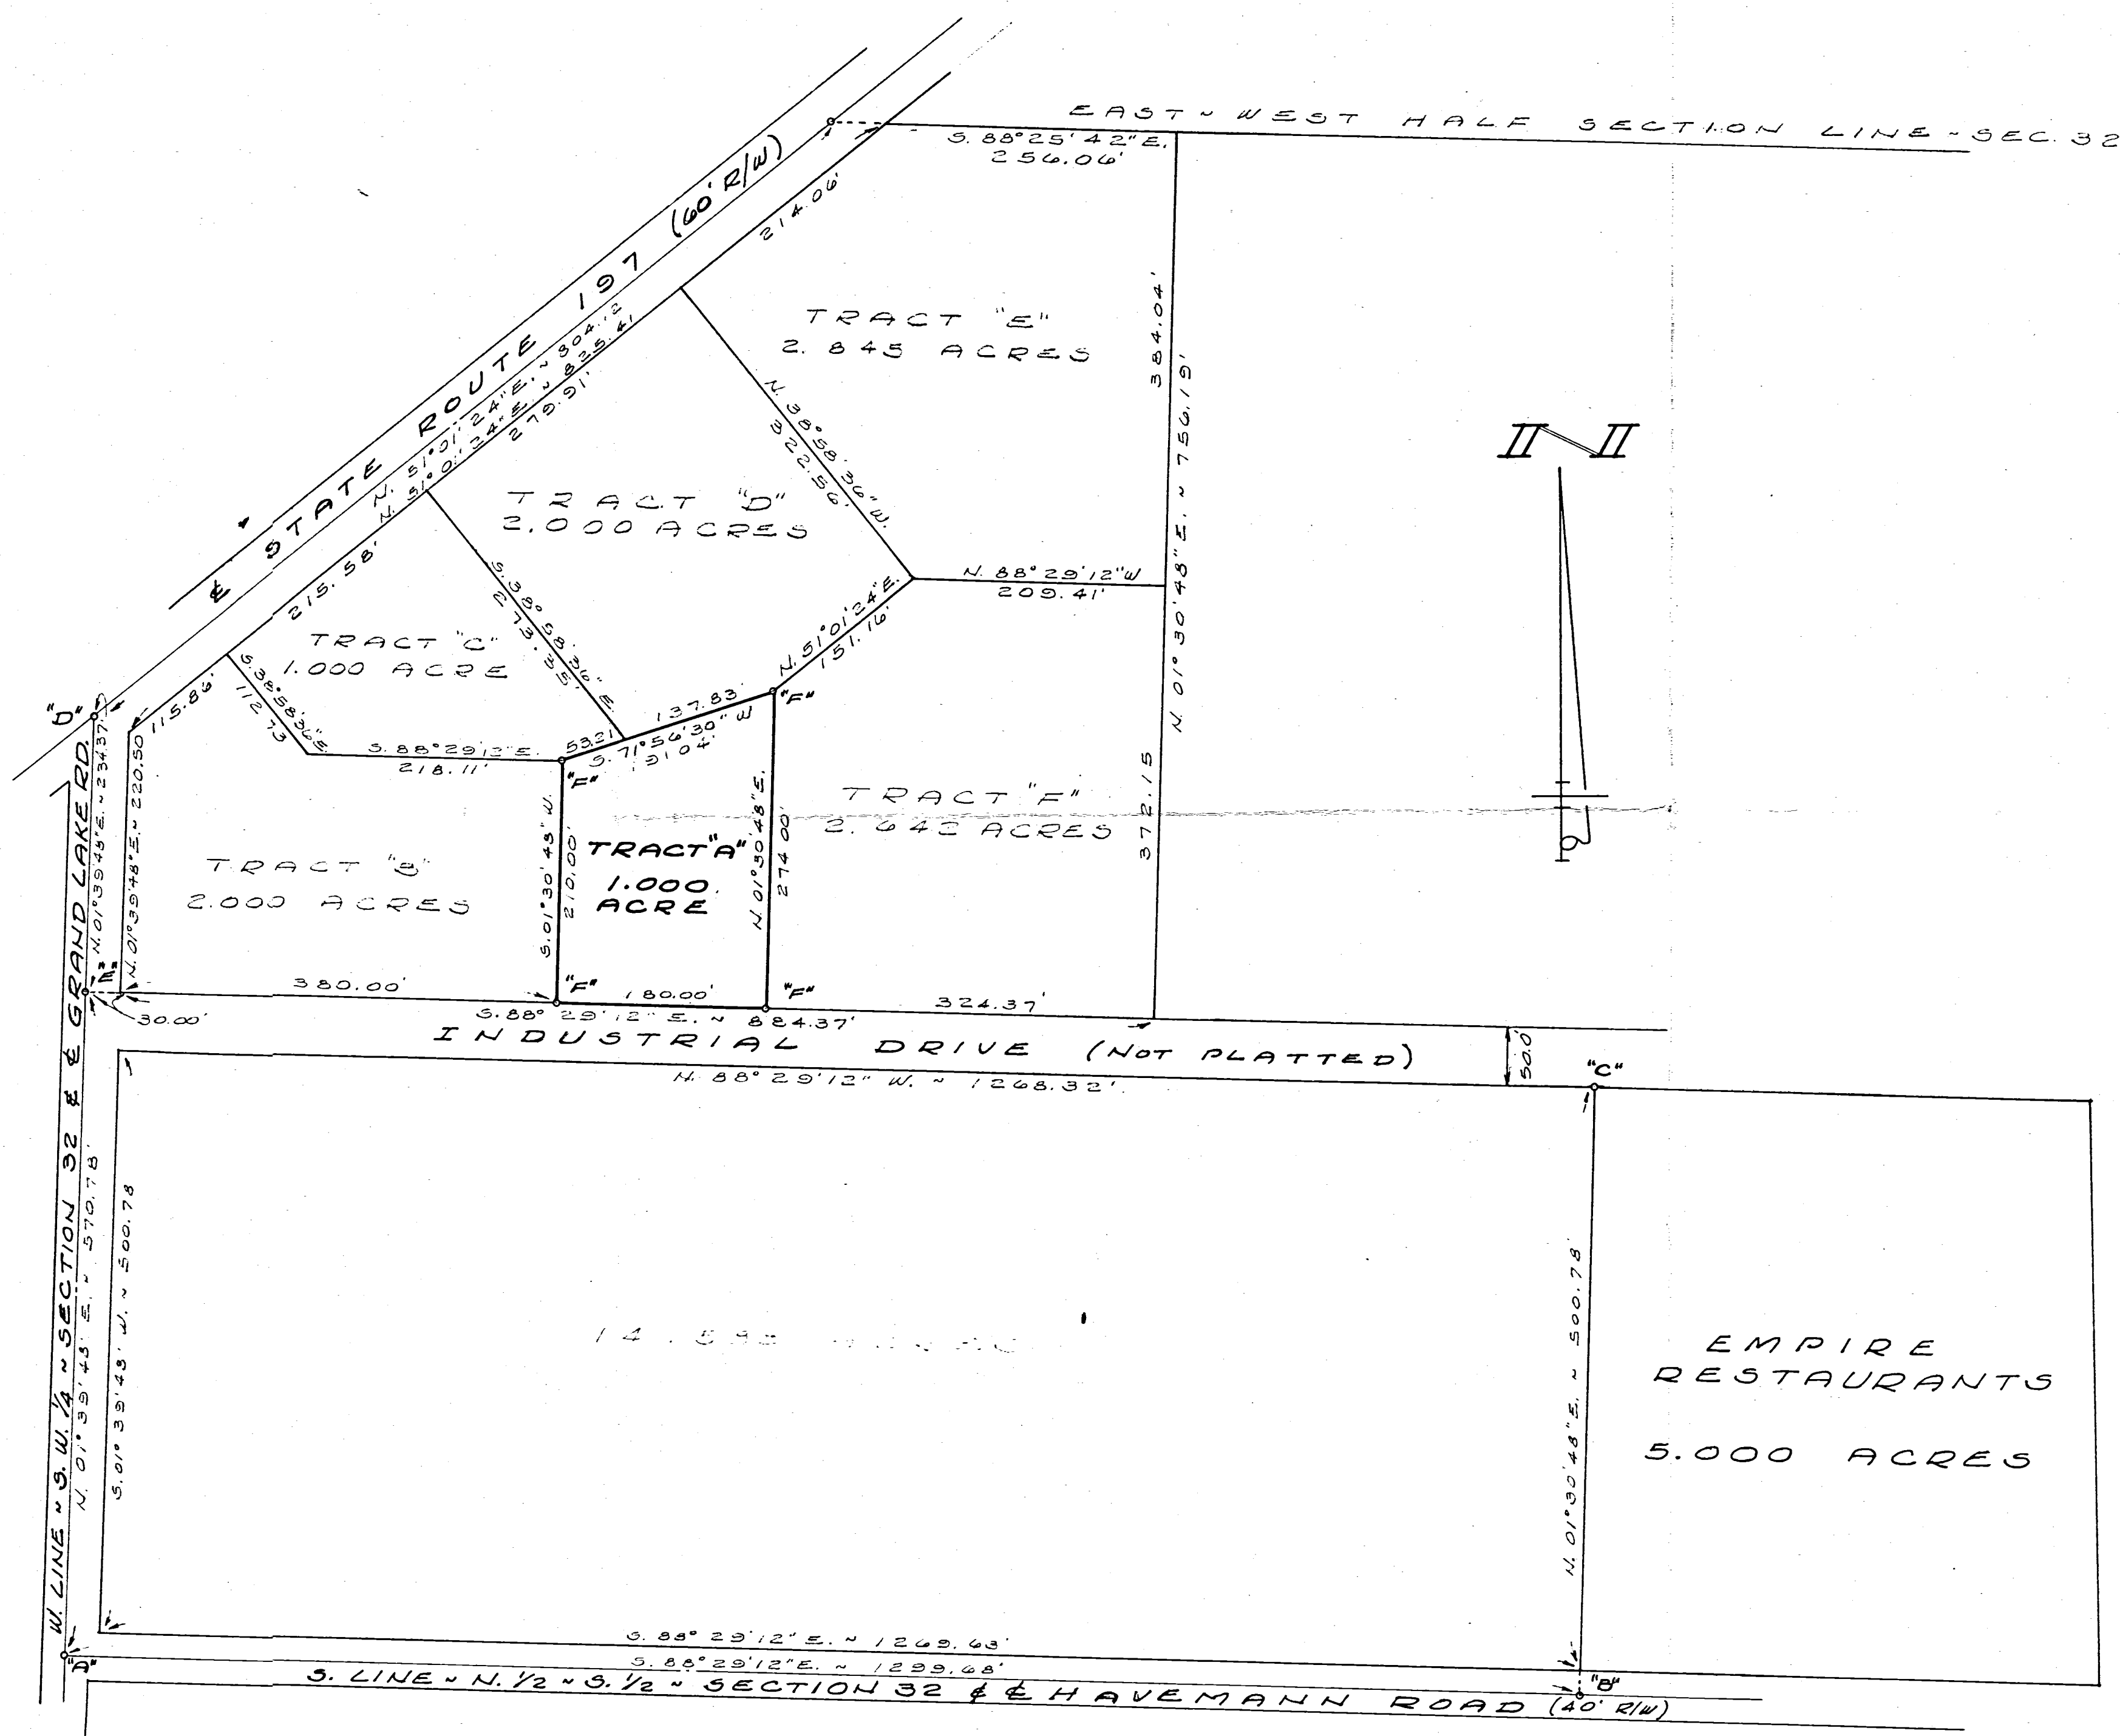 EAST ~ WEST HALF SECTION LINE ~ SEC. 32
S. 88° 25' 42" E.
256.06'
℄ STATE ROUTE 197 (60' R/W)
N. 51° 01' 24" E. ~ 804.12
N. 51° 01' 24" E. ~ 825.41
214.06'
279.91'
215.58'
115.86'
TRACT "E"
2.845 ACRES
384.04'
N. 01° 30' 48" E. ~ 756.19'
N. 38° 58' 36" W.
322.56'
TRACT "D"
2.000 ACRES
S. 38° 58' 36" E.
273.35'
N. 88° 29' 12" W
209.41'
N. 51° 01' 24" E.
151.16'
TRACT "C"
1.000 ACRE
S. 38° 58' 36" E.
112.73
"D"
137.83
"F"
53.21
S. 71° 56' 30" W
191.04'
S. 88° 29' 12" E.
218.11'
"F"
N. 01° 39' 48" E. ~ 234.37'
N. 01° 39' 48" E. ~ 220.50
TRACT "B"
2.000 ACRES
S. 01° 30' 48" W.
210.00'
TRACT "A"
1.000
ACRE
N. 01° 30' 48" E.
274.00'
TRACT "F"
2.642 ACRES
372.15
"E"
30.00'
380.00'
"F"
180.00'
"F"
324.37'
S. 88° 29' 12" E. ~ 884.37'
INDUSTRIAL DRIVE (NOT PLATTED)
50.0'
"C"
N. 88° 29' 12" W. ~ 1268.32'
W. LINE ~ S. W. 1/4 ~ SECTION 32 & ℄ GRAND LAKE RD.
N. 01° 39' 48" E. ~ 570.78'
S. 01° 39' 48" W. ~ 500.78
N. 01° 30' 48" E. ~ 500.78'
EMPIRE
RESTAURANTS
5.000 ACRES
S. 88° 29' 12" E. ~ 1269.63'
S. 88° 29' 12" E. ~ 1299.68'
"A"
"B"
S. LINE ~ N. 1/2 ~ S. 1/2 ~ SECTION 32 & ℄ HAVEMANN ROAD (40' R/W)